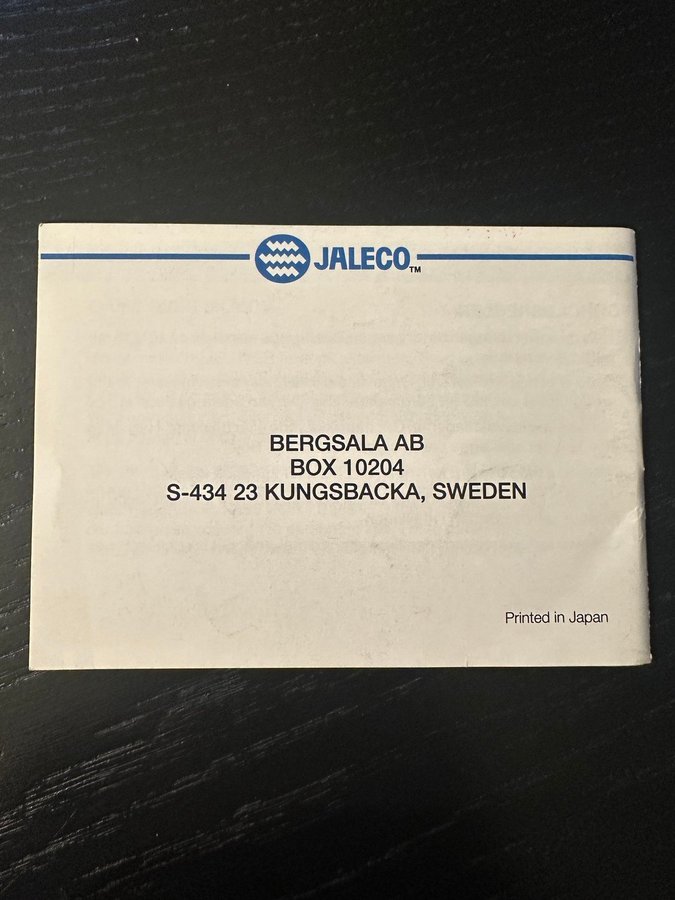 JALECO™
BERGSALA AB
BOX 10204
S-434 23 KUNGSBACKA, SWEDEN
Printed in Japan